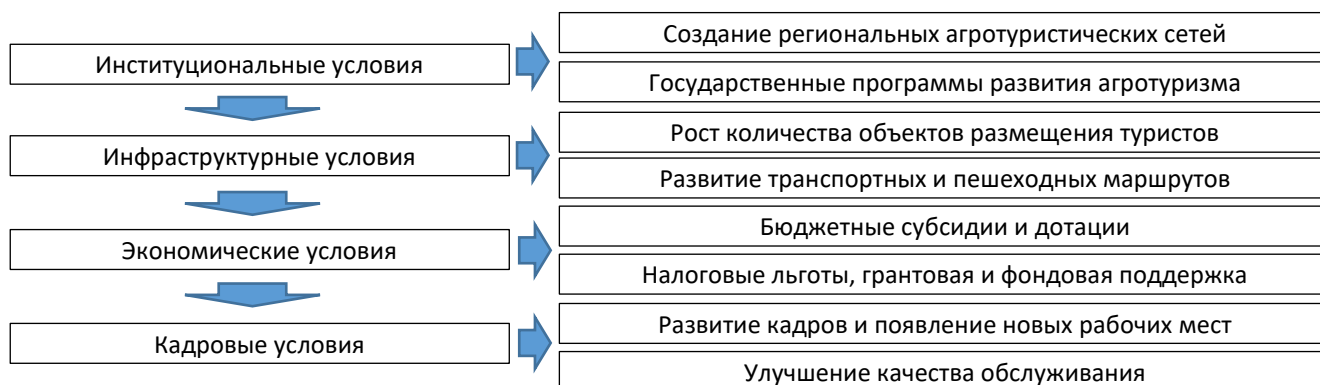 Институциональные условия
Создание региональных агротуристических сетей
Государственные программы развития агротуризма
Инфраструктурные условия
Рост количества объектов размещения туристов
Развитие транспортных и пешеходных маршрутов
Экономические условия
Бюджетные субсидии и дотации
Налоговые льготы, грантовая и фондовая поддержка
Кадровые условия
Развитие кадров и появление новых рабочих мест
Улучшение качества обслуживания